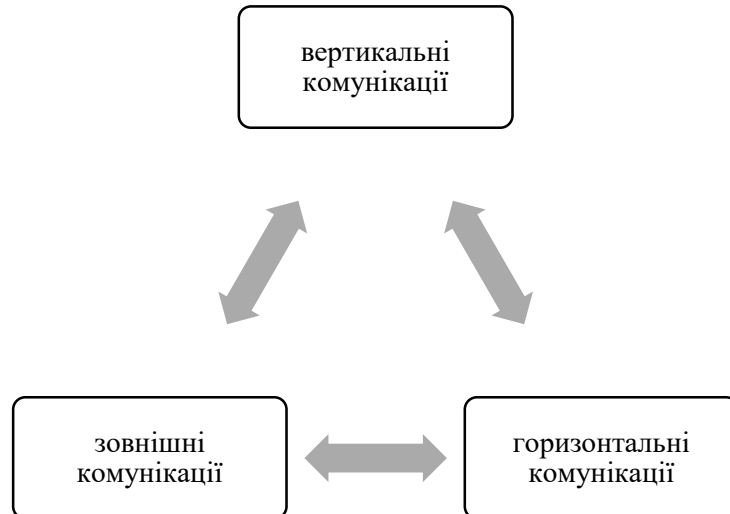 вертикальні
комунікації
зовнішні
комунікації
горизонтальні
комунікації